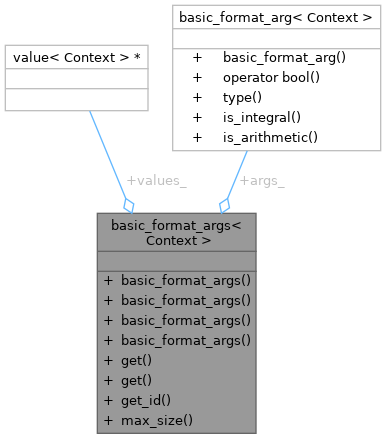 basic_format_arg< Context >
+ basic_format_arg()
+ operator bool()
+ type()
+ is_integral()
+ is_arithmetic()
value< Context > *
+values_
+args_
basic_format_args<
Context >
+ basic_format_args()
+ basic_format_args()
+ basic_format_args()
+ basic_format_args()
+ get()
+ get()
+ get_id()
+ max_size()